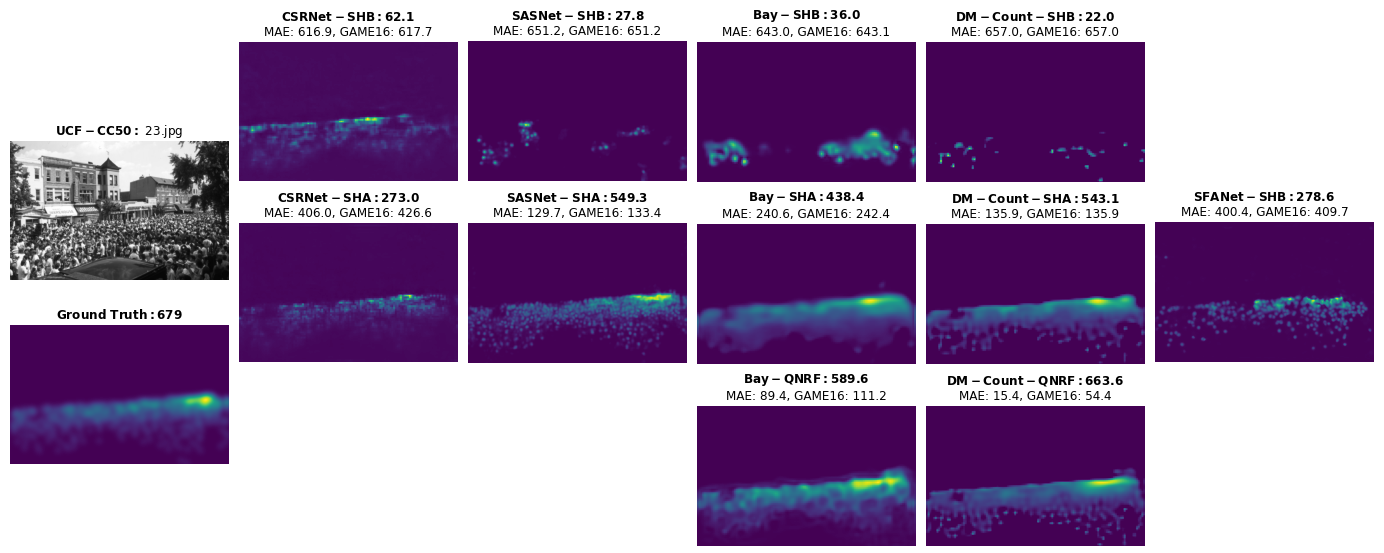 CSRNet − SHB : 62.1
MAE: 616.9, GAME16: 617.7
SASNet − SHB : 27.8
MAE: 651.2, GAME16: 651.2
Bay − SHB : 36.0
MAE: 643.0, GAME16: 643.1
DM − Count − SHB : 22.0
MAE: 657.0, GAME16: 657.0
UCF − CC50 : 23.jpg
CSRNet − SHA : 273.0
MAE: 406.0, GAME16: 426.6
SASNet − SHA : 549.3
MAE: 129.7, GAME16: 133.4
Bay − SHA : 438.4
MAE: 240.6, GAME16: 242.4
DM − Count − SHA : 543.1
MAE: 135.9, GAME16: 135.9
SFANet − SHB : 278.6
MAE: 400.4, GAME16: 409.7
Ground Truth : 679
Bay − QNRF : 589.6
MAE: 89.4, GAME16: 111.2
DM − Count − QNRF : 663.6
MAE: 15.4, GAME16: 54.4